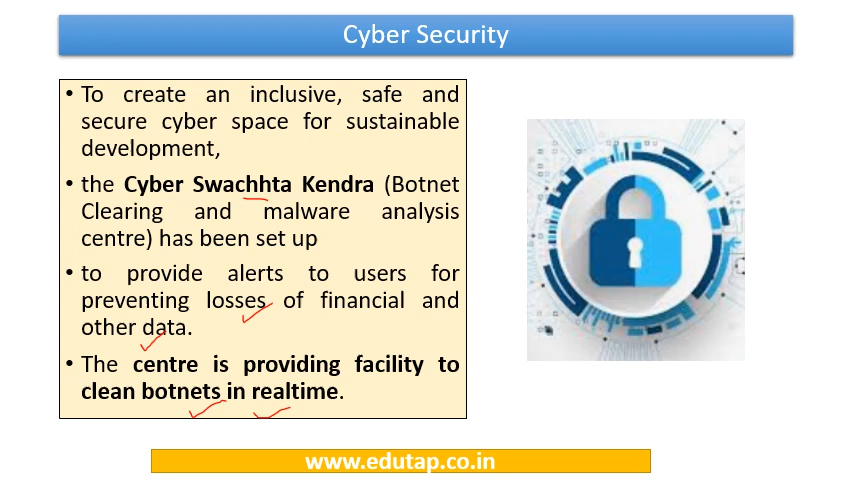 Cyber Security
• To create an inclusive, safe and
secure cyber space for sustainable
development,
• the Cyber Swachhta Kendra (Botnet
Clearing and malware analysis
centre) has been set up
• to provide alerts to users for
preventing losses of financial and
other data.
• The centre is providing facility to
clean botnets in realtime.
www.edutap.co.in